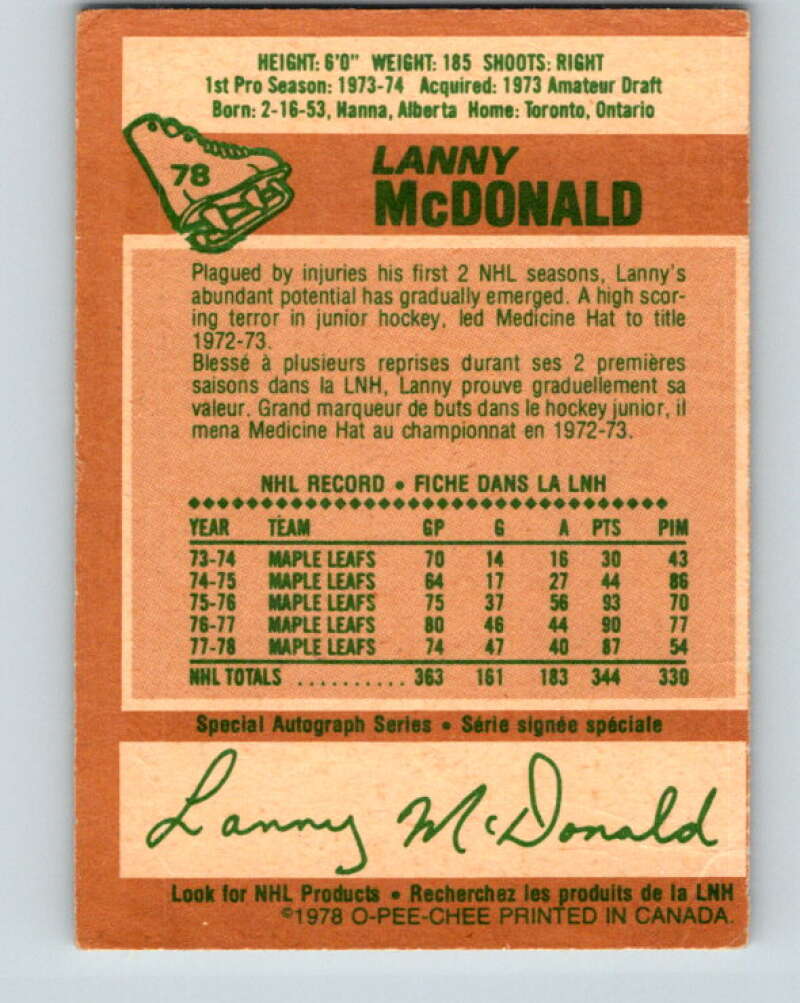 HEIGHT: 6'0" WEIGHT: 185 SHOOTS: RIGHT
1st Pro Season: 1973-74 Acquired: 1973 Amateur Draft
Born: 2-16-53, Hanna, Alberta Home: Toronto, Ontario
78
LANNY
McDONALD
Plagued by injuries his first 2 NHL seasons, Lanny's
abundant potential has gradually emerged. A high scor-
ing terror in junior hockey, led Medicine Hat to title
1972-73.
Blessé à plusieurs reprises durant ses 2 premières
saisons dans la LNH, Lanny prouve graduellement sa
valeur. Grand marqueur de buts dans le hockey junior, il
mena Medicine Hat au championnat en 1972-73.
NHL RECORD • FICHE DANS LA LNH
YEAR TÉAM GP G A PTS PIM
73-74 MAPLE LEAFS 70 14 16 30 43
74-75 MAPLE LEAFS 64 17 27 44 86
75-76 MAPLE LEAFS 75 37 56 93 70
76-77 MAPLE LEAFS 80 46 44 90 77
77-78 MAPLE LEAFS 74 47 40 87 54
NHL TOTALS .......... 363 161 183 344 330
Special Autograph Series • Série signée spéciale
Lanny McDonald
Look for NHL Products • Recherchez les produits de la LNH
©1978 O-PEE-CHEE PRINTED IN CANADA.